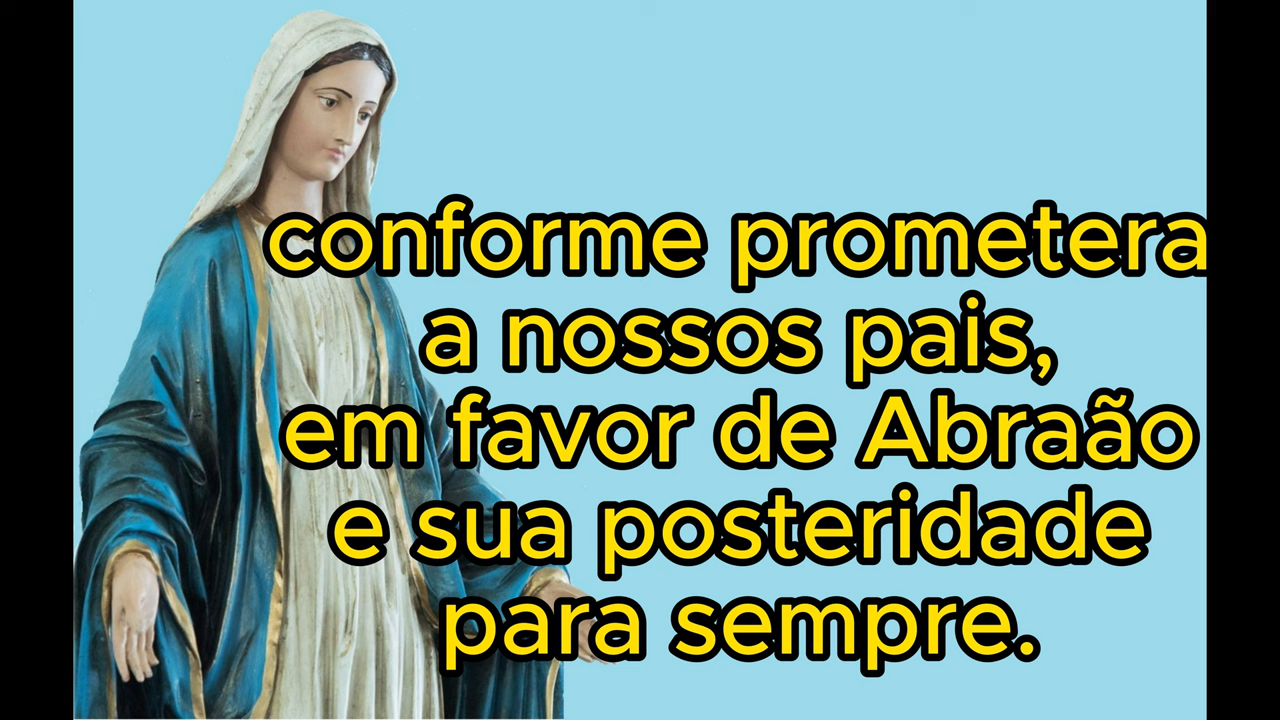 conforme prometera
a nossos pais,
em favor de Abraão
e sua posteridade
para sempre.